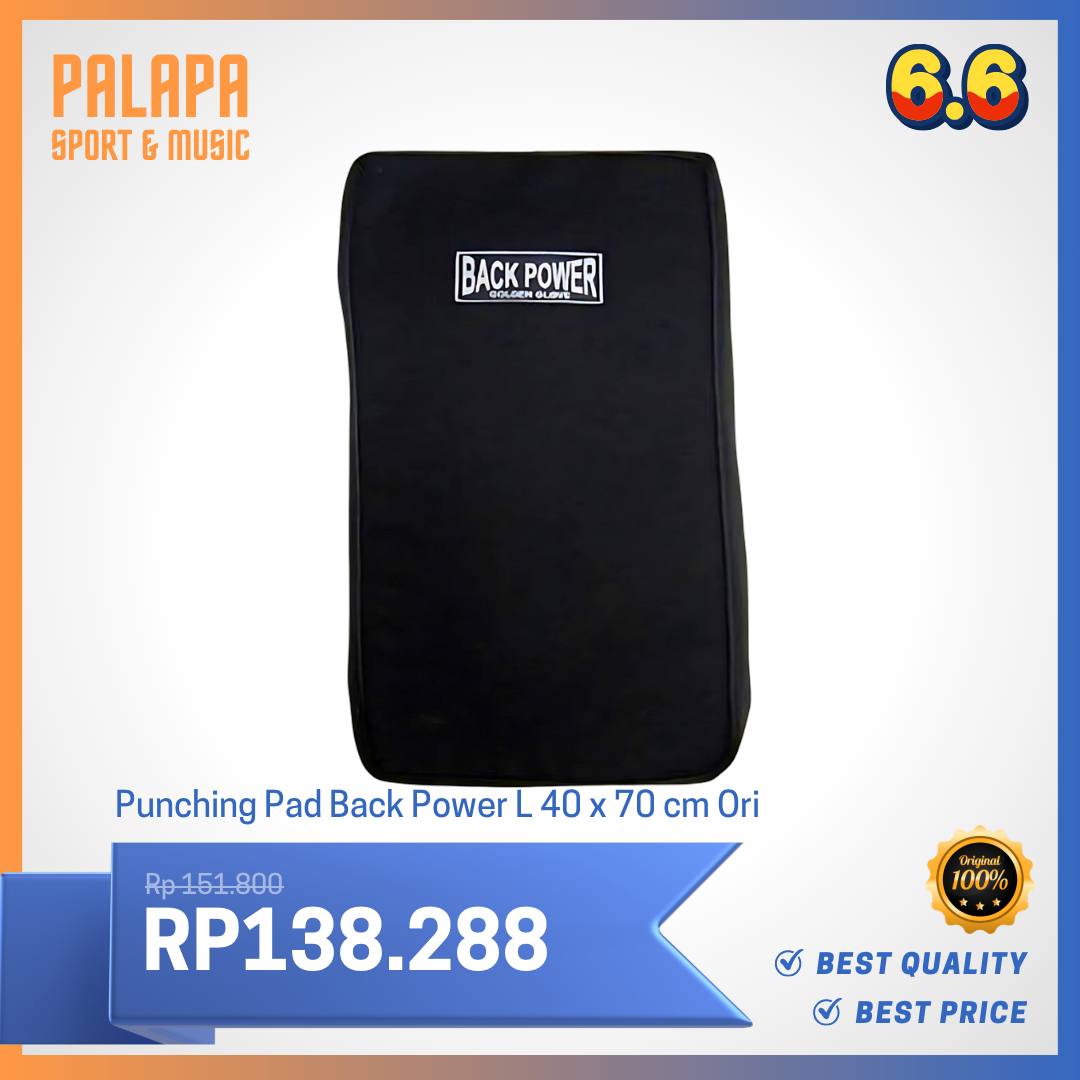 PALAPA
SPORT & MUSIC
6.6
BACK POWER
GOLDEN GLOVE
Punching Pad Back Power L 40 x 70 cm Ori
Rp 151.800
RP138.288
Original
100%
BEST QUALITY
BEST PRICE